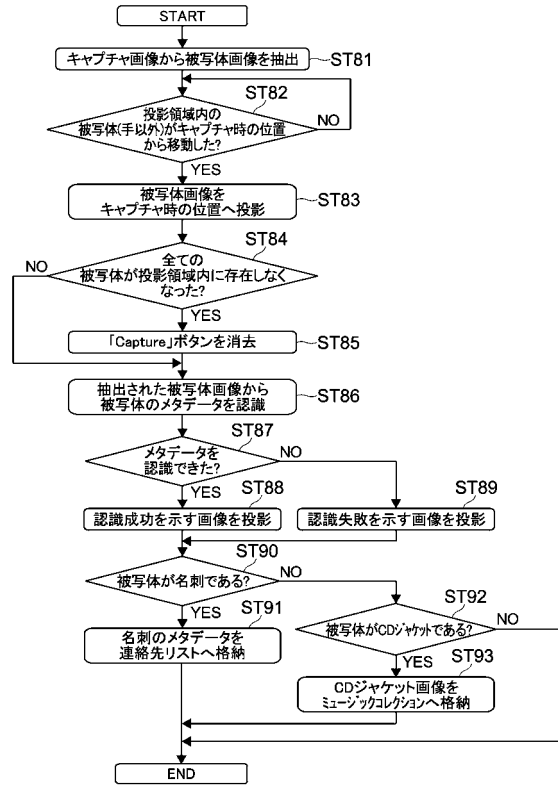 START
キャプチャ画像から被写体画像を抽出
ST81
ST82
投影領域内の
被写体(手以外)がキャプチャ時の位置
から移動した?
NO
YES
被写体画像を
キャプチャ時の位置へ投影
ST83
ST84
NO
全ての
被写体が投影領域内に存在しなく
なった?
YES
「Capture」ボタンを消去
ST85
抽出された被写体画像から
被写体のメタデータを認識
ST86
ST87
メタデータを
認識できた?
NO
YES
ST88
ST89
認識成功を示す画像を投影
認識失敗を示す画像を投影
ST90
被写体が名刺である?
NO
YES
ST91
ST92
名刺のメタデータを
連絡先リストへ格納
被写体がCDジャケットである?
NO
YES
ST93
CDジャケット画像を
ミュージックコレクションへ格納
END